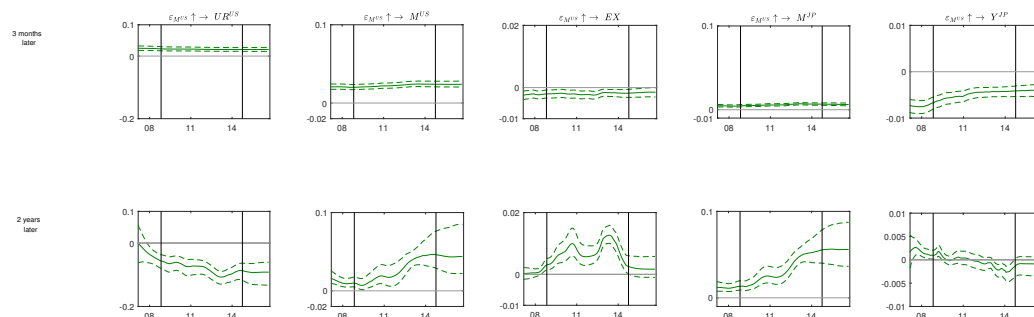 ε_{M^{US}} ↑→ UR^{US}
ε_{M^{US}} ↑→ M^{US}
ε_{M^{US}} ↑→ EX
ε_{M^{US}} ↑→ M^{JP}
ε_{M^{US}} ↑→ Y^{JP}
3 months
later
0.1
0
-0.2
08 11 14
0.1
0
-0.02
08 11 14
0.02
0
-0.01
08 11 14
0.1
0
-0.01
08 11 14
0.01
0
-0.01
08 11 14
2 years
later
0.1
0
-0.2
08 11 14
0.1
0
-0.02
08 11 14
0.02
0
-0.01
08 11 14
0.1
0
08 11 14
0.01
0.005
0
-0.005
-0.01
08 11 14